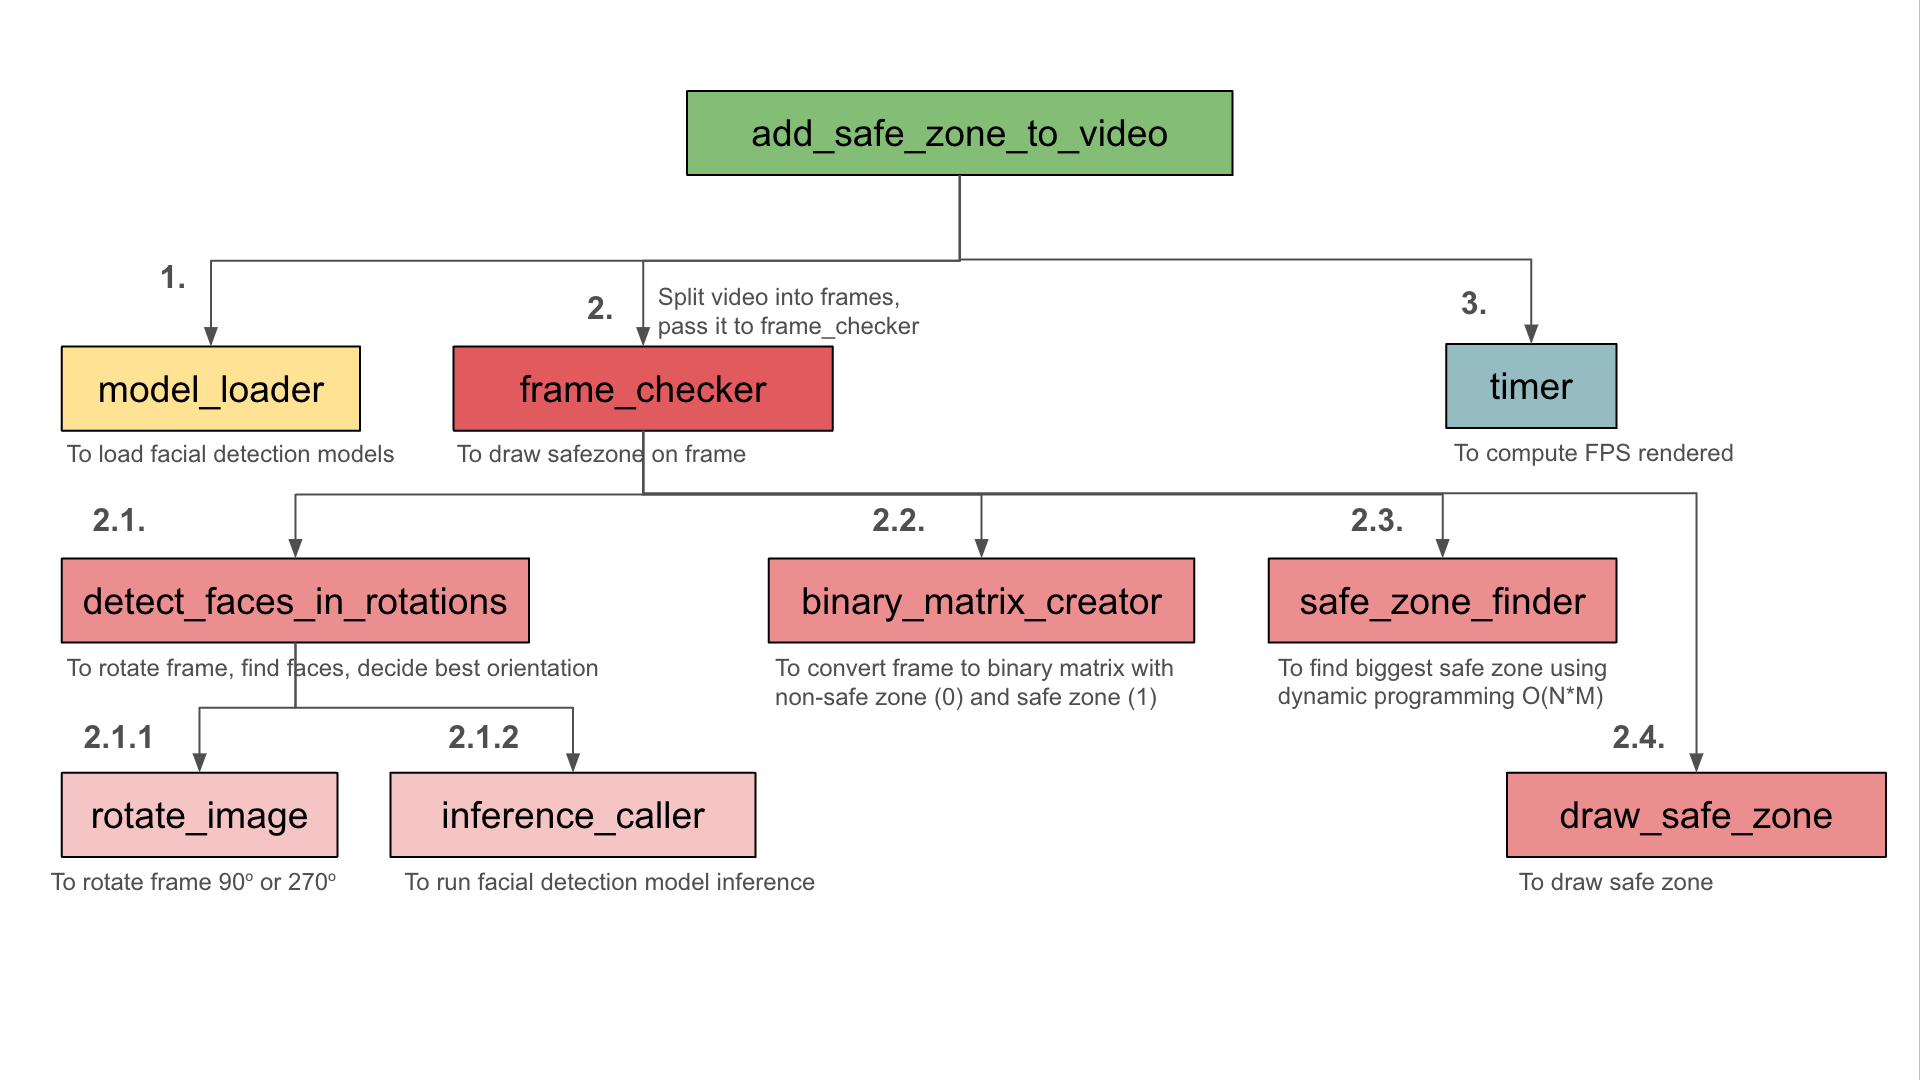 add_safe_zone_to_video
1.
2.
Split video into frames,
pass it to frame_checker
3.
model_loader
frame_checker
timer
To load facial detection models
To draw safezone on frame
To compute FPS rendered
2.1.
2.2.
2.3.
detect_faces_in_rotations
binary_matrix_creator
safe_zone_finder
To rotate frame, find faces, decide best orientation
To convert frame to binary matrix with
non-safe zone (0) and safe zone (1)
To find biggest safe zone using
dynamic programming O(N*M)
2.1.1
2.1.2
2.4.
rotate_image
inference_caller
draw_safe_zone
To rotate frame 90º or 270º
To run facial detection model inference
To draw safe zone